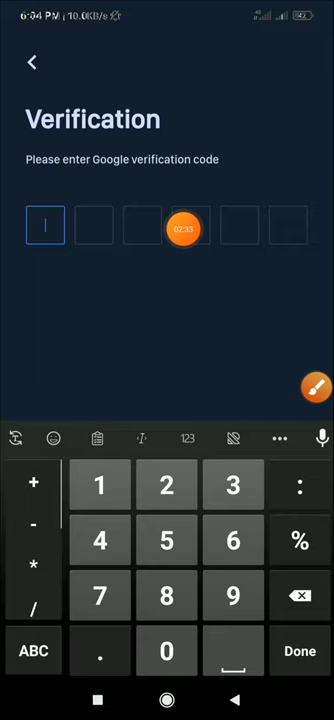 6:04 PM | 10.0KB/s
Verification
Please enter Google verification code
02:33
123
+ 1 2 3 :
- 4 5 6 %
* 7 8 9
/
ABC . 0 Done